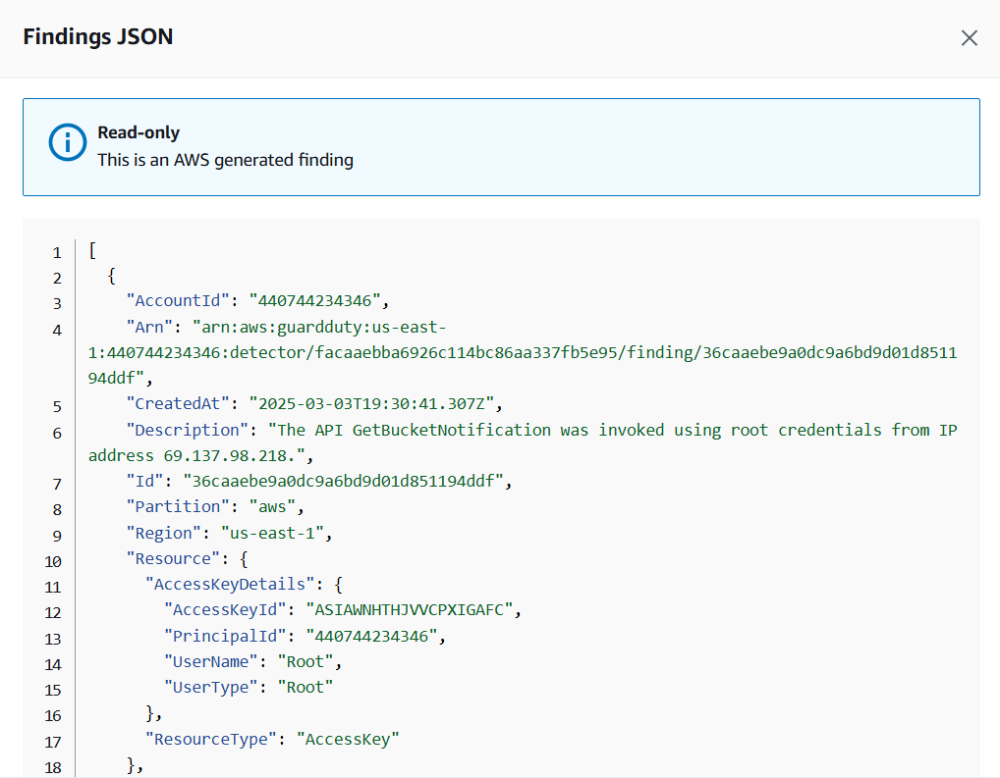 Findings JSON
Read-only
This is an AWS generated finding
1 [
2 {
3 "AccountId": "440744234346",
4 "Arn": "arn:aws:guardduty:us-east-
1:440744234346:detector/facaaebba6926c114bc86aa337fb5e95/finding/36caaebe9a0dc9a6bd9d01d8511
94ddf",
5 "CreatedAt": "2025-03-03T19:30:41.307Z",
6 "Description": "The API GetBucketNotification was invoked using root credentials from IP
address 69.137.98.218.",
7 "Id": "36caaebe9a0dc9a6bd9d01d851194ddf",
8 "Partition": "aws",
9 "Region": "us-east-1",
10 "Resource": {
11 "AccessKeyDetails": {
12 "AccessKeyId": "ASIAWNHTHJVVCPXIGAFC",
13 "PrincipalId": "440744234346",
14 "UserName": "Root",
15 "UserType": "Root"
16 },
17 "ResourceType": "AccessKey"
18 },